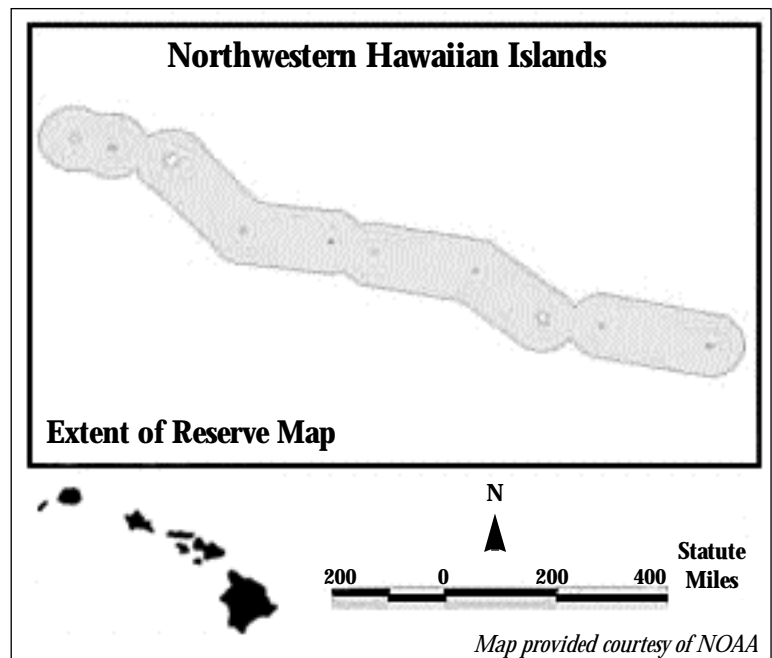 Northwestern Hawaiian Islands
Extent of Reserve Map
N
200 0 200 400
Statute
Miles
Map provided courtesy of NOAA